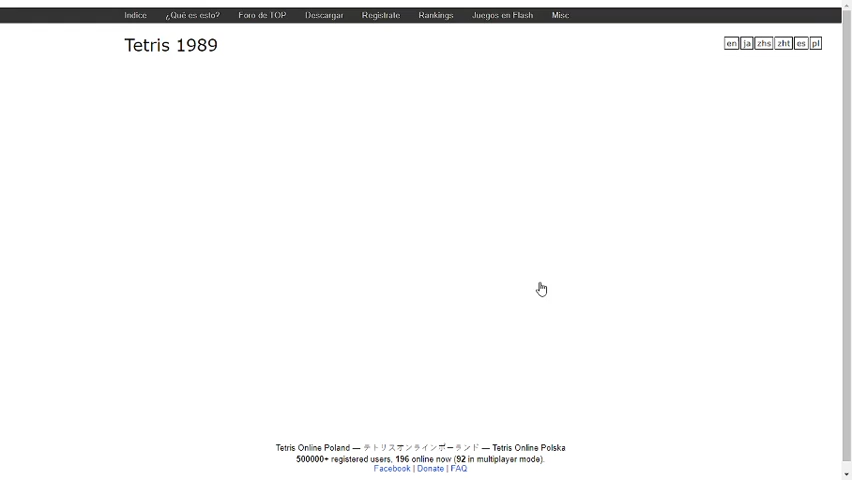 Indice ¿Qué es esto? Foro de TOP Descargar Registrate Rankings Juegos en Flash Misc
Tetris 1989
en ja zhs zht es pl
Tetris Online Poland — テトリスオンラインポーランド — Tetris Online Polska
500000+ registered users, 196 online now (92 in multiplayer mode).
Facebook | Donate | FAQ